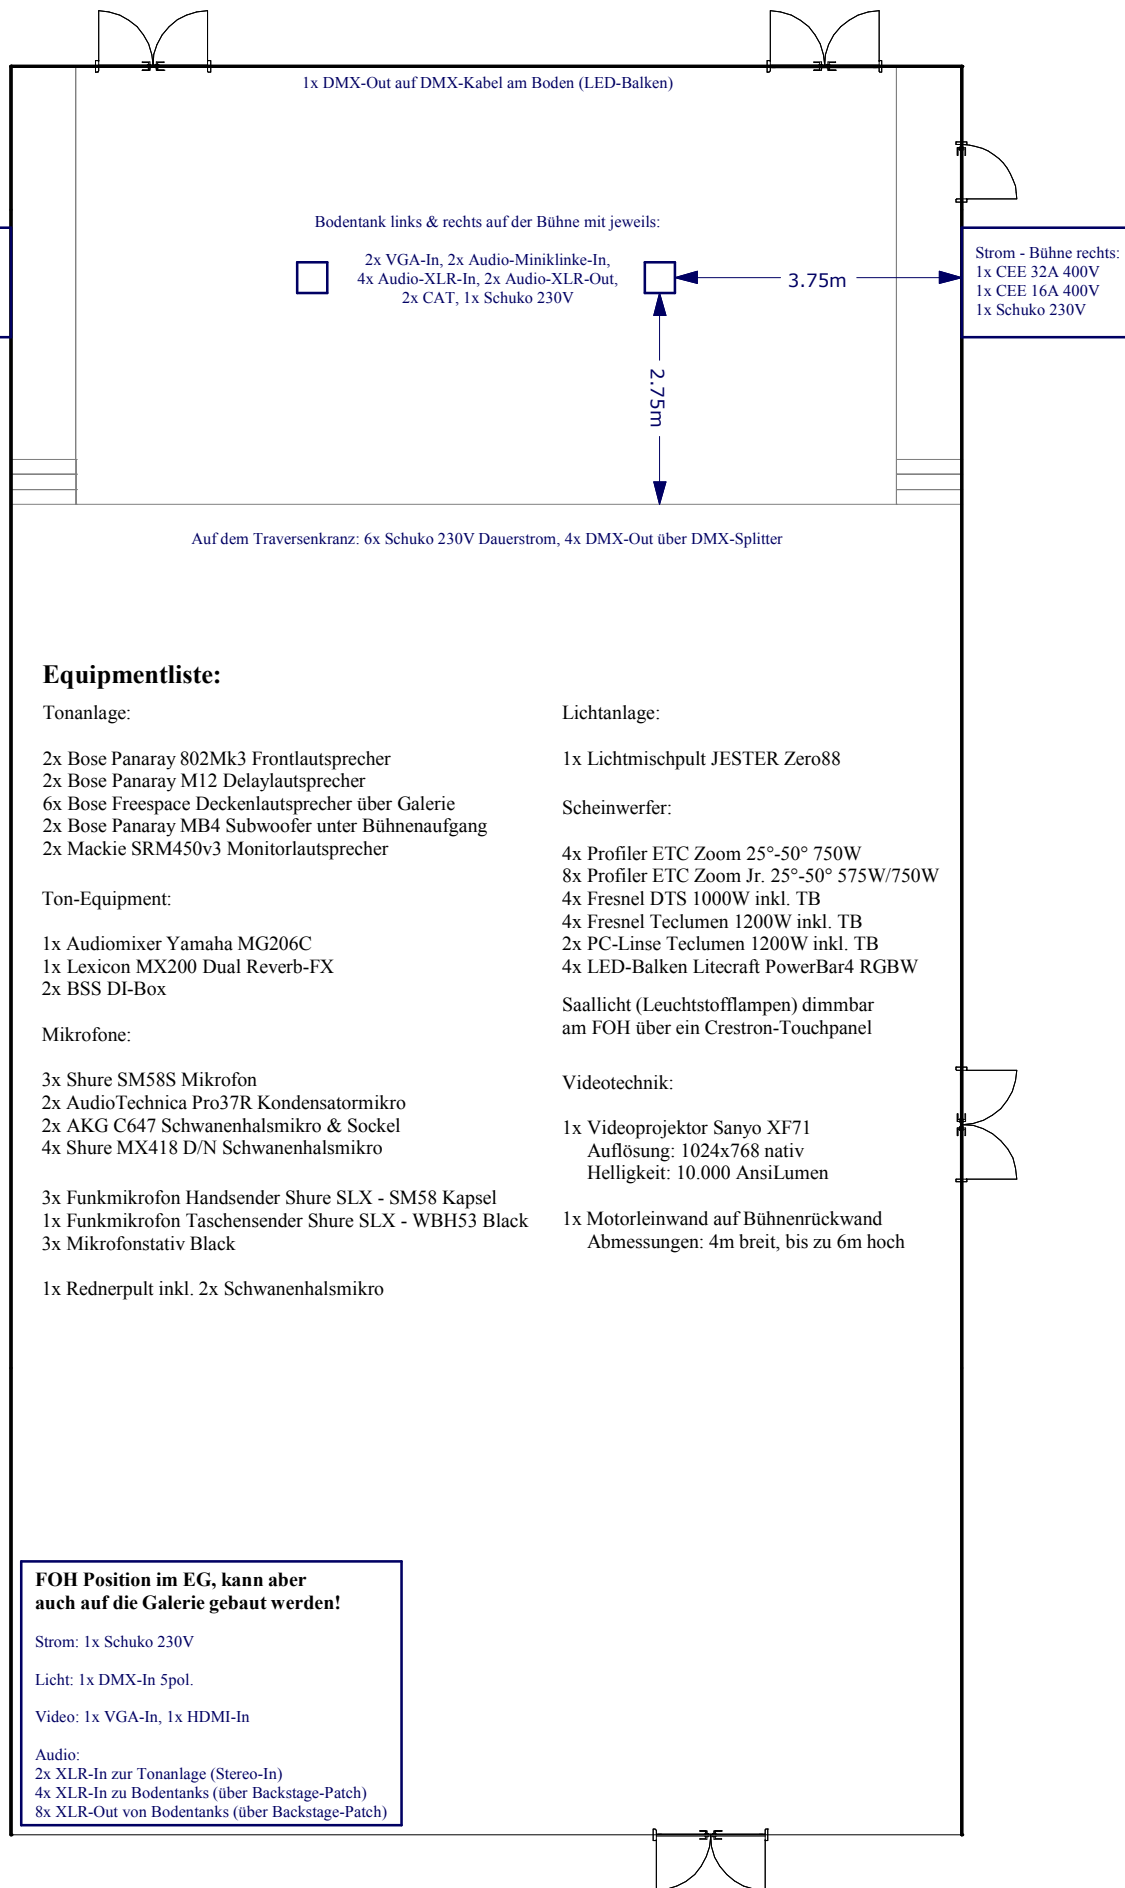 1x DMX-Out auf DMX-Kabel am Boden (LED-Balken)
Bodentank links & rechts auf der Bühne mit jeweils:
2x VGA-In, 2x Audio-Miniklinke-In,
4x Audio-XLR-In, 2x Audio-XLR-Out,
2x CAT, 1x Schuko 230V
3.75m
2.75m
Strom - Bühne rechts:
1x CEE 32A 400V
1x CEE 16A 400V
1x Schuko 230V
Auf dem Traversenkranz: 6x Schuko 230V Dauerstrom, 4x DMX-Out über DMX-Splitter
Equipmentliste:
Tonanlage:
2x Bose Panaray 802Mk3 Frontlautsprecher
2x Bose Panaray M12 Delaylautsprecher
6x Bose Freespace Deckenlautsprecher über Galerie
2x Bose Panaray MB4 Subwoofer unter Bühnenaufgang
2x Mackie SRM450v3 Monitorlautsprecher
Ton-Equipment:
1x Audiomixer Yamaha MG206C
1x Lexicon MX200 Dual Reverb-FX
2x BSS DI-Box
Mikrofone:
3x Shure SM58S Mikrofon
2x AudioTechnica Pro37R Kondensatormikro
2x AKG C647 Schwanenhalsmikro & Sockel
4x Shure MX418 D/N Schwanenhalsmikro
3x Funkmikrofon Handsender Shure SLX - SM58 Kapsel
1x Funkmikrofon Taschensender Shure SLX - WBH53 Black
3x Mikrofonstativ Black
1x Rednerpult inkl. 2x Schwanenhalsmikro
Lichtanlage:
1x Lichtmischpult JESTER Zero88
Scheinwerfer:
4x Profiler ETC Zoom 25°-50° 750W
8x Profiler ETC Zoom Jr. 25°-50° 575W/750W
4x Fresnel DTS 1000W inkl. TB
4x Fresnel Teclumen 1200W inkl. TB
2x PC-Linse Teclumen 1200W inkl. TB
4x LED-Balken Litecraft PowerBar4 RGBW
Saallicht (Leuchtstofflampen) dimmbar
am FOH über ein Crestron-Touchpanel
Videotechnik:
1x Videoprojektor Sanyo XF71
Auflösung: 1024x768 nativ
Helligkeit: 10.000 AnsiLumen
1x Motorleinwand auf Bühnenrückwand
Abmessungen: 4m breit, bis zu 6m hoch
FOH Position im EG, kann aber
auch auf die Galerie gebaut werden!
Strom: 1x Schuko 230V
Licht: 1x DMX-In 5pol.
Video: 1x VGA-In, 1x HDMI-In
Audio:
2x XLR-In zur Tonanlage (Stereo-In)
4x XLR-In zu Bodentanks (über Backstage-Patch)
8x XLR-Out von Bodentanks (über Backstage-Patch)